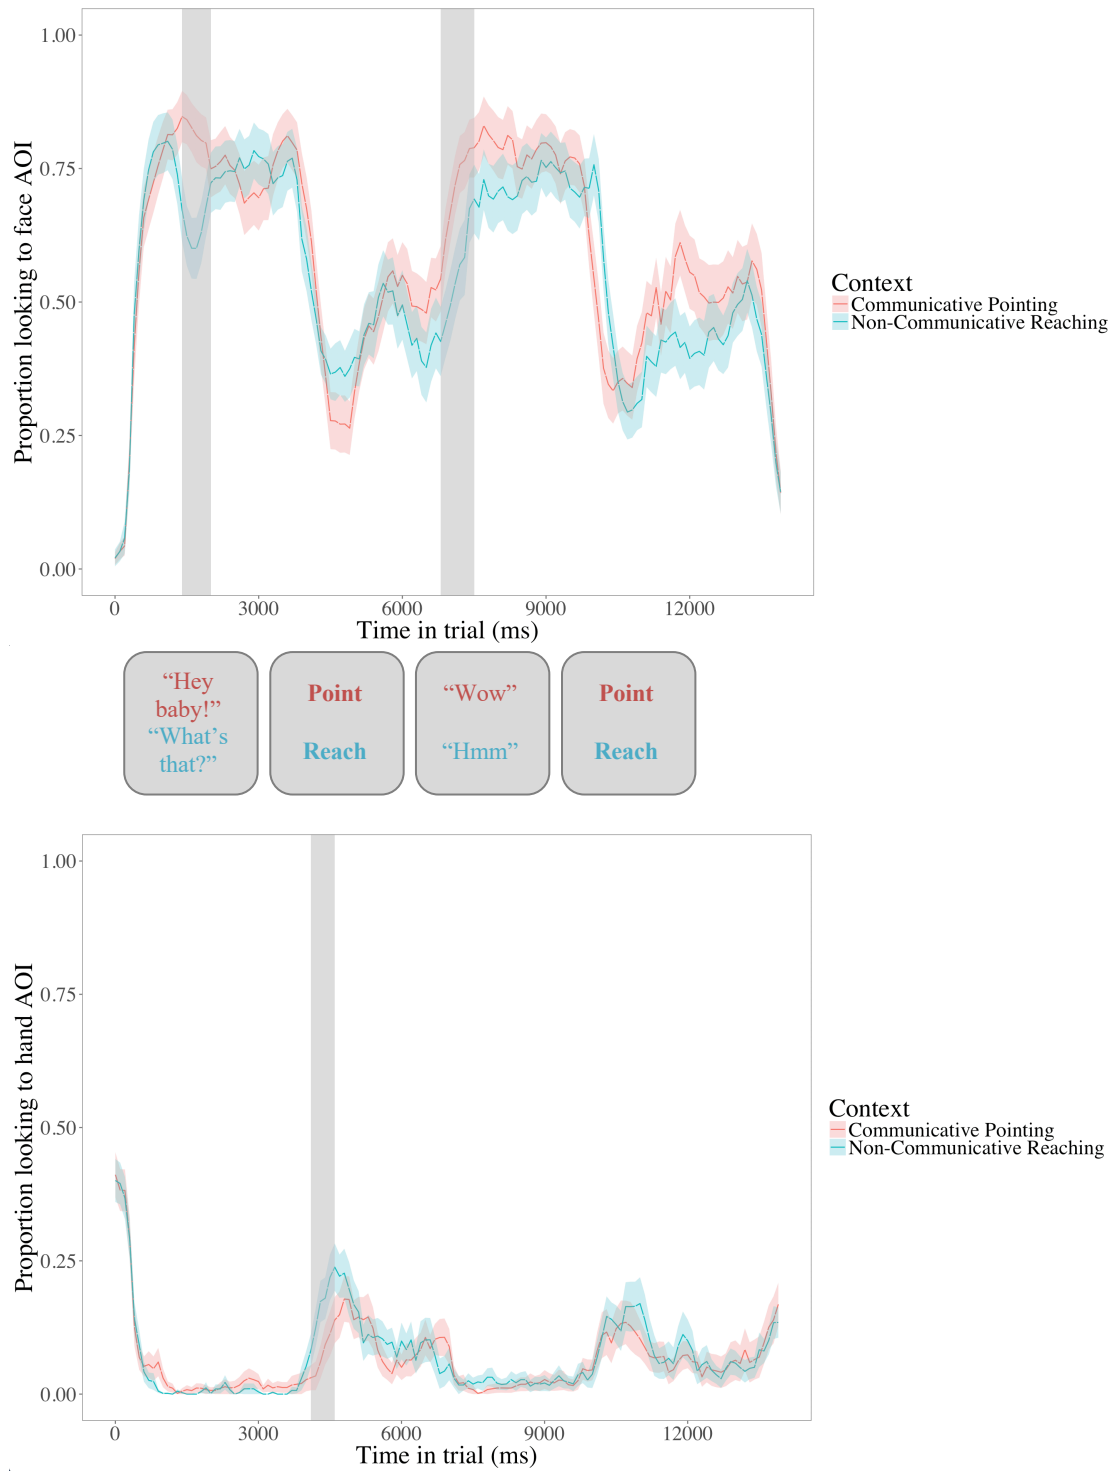 1.00
0.75
0.50
0.25
0.00
Proportion looking to face AOI
0
3000
6000
9000
12000
Time in trial (ms)
Context
Communicative Pointing
Non-Communicative Reaching
“Hey
baby!”
“What’s
that?”
Point
Reach
“Wow”
“Hmm”
Point
Reach
1.00
0.75
0.50
0.25
0.00
Proportion looking to hand AOI
0
3000
6000
9000
12000
Time in trial (ms)
Context
Communicative Pointing
Non-Communicative Reaching